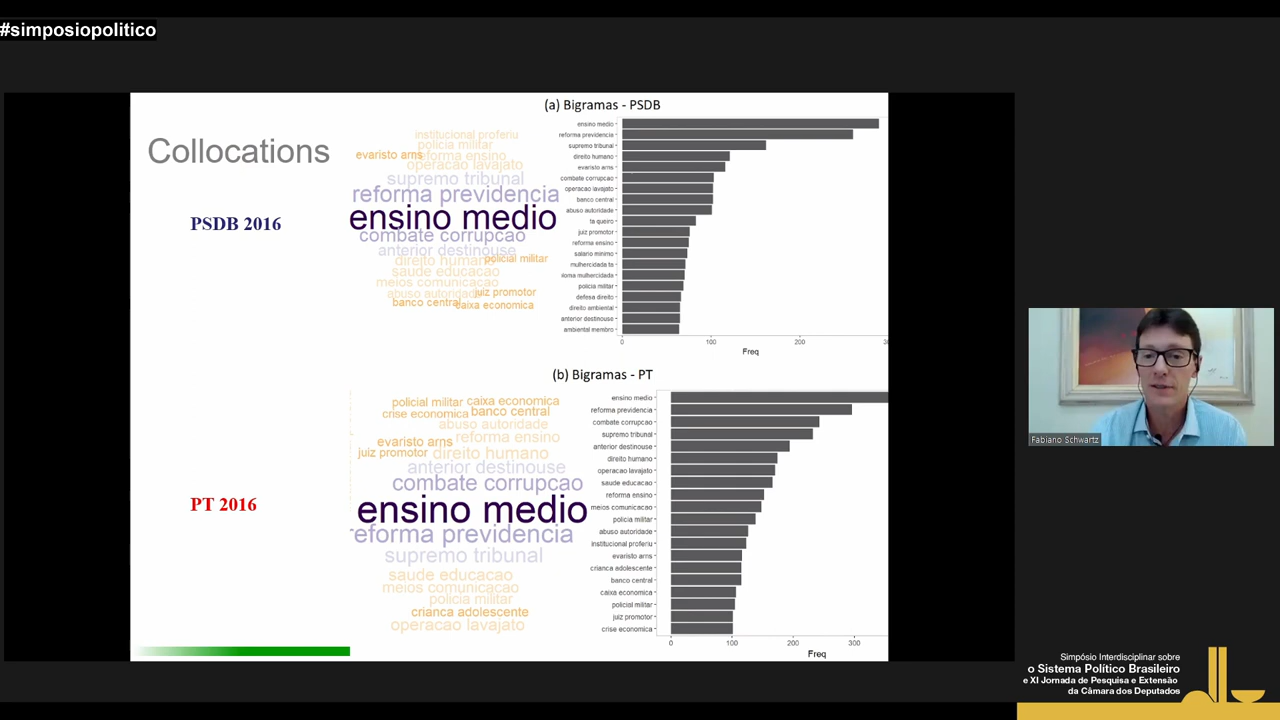 #simposiopolitico
Collocations
PSDB 2016
institucional proferiu
policia militar
evaristo arns
reforma ensino
operacao lavajato
supremo tribunal
reforma previdencia
ensino medio
combate corrupcao
anterior destinouse
direito humano
policial militar
saude educacao
meios comunicacao
abuso autoridade
juiz promotor
banco central
caixa economica
(a) Bigramas - PSDB
ensino medio
reforma previdencia
supremo tribunal
direito humano
evaristo arns
combate corrupcao
operacao lavajato
banco central
abuso autoridade
ta queiro
juiz promotor
reforma ensino
salario minimo
mulhercidada ta
ioma mulhercidada
policia militar
defesa direito
direito ambiental
anterior destinouse
ambiental membro
0 100 200
Freq
PT 2016
policial militar caixa economica
crise economica banco central
abuso autoridade
evaristo arns reforma ensino
juiz promotor direito humano
anterior destinouse
combate corrupcao
ensino medio
reforma previdencia
supremo tribunal
saude educacao
meios comunicacao
policia militar
crianca adolescente
operacao lavajato
(b) Bigramas - PT
ensino medio
reforma previdencia
combate corrupcao
supremo tribunal
anterior destinouse
direito humano
operacao lavajato
saude educacao
reforma ensino
meios comunicacao
policia militar
abuso autoridade
institucional proferiu
evaristo arns
crianca adolescente
banco central
caixa economica
policial militar
juiz promotor
crise economica
0 100 200 300
Freq
Fabiano Schwartz
Simpósio Interdisciplinar sobre
o Sistema Político Brasileiro
e XI Jornada de Pesquisa e Extensão
da Câmara dos Deputados